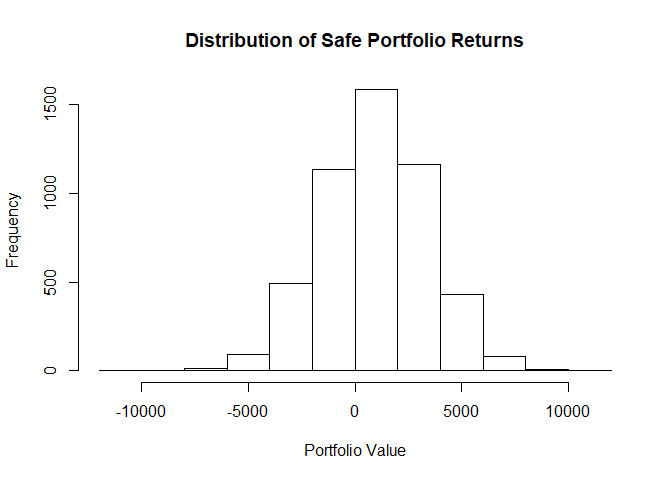 Distribution of Safe Portfolio Returns
Frequency
1500
1000
500
0
-10000 -5000 0 5000 10000
Portfolio Value